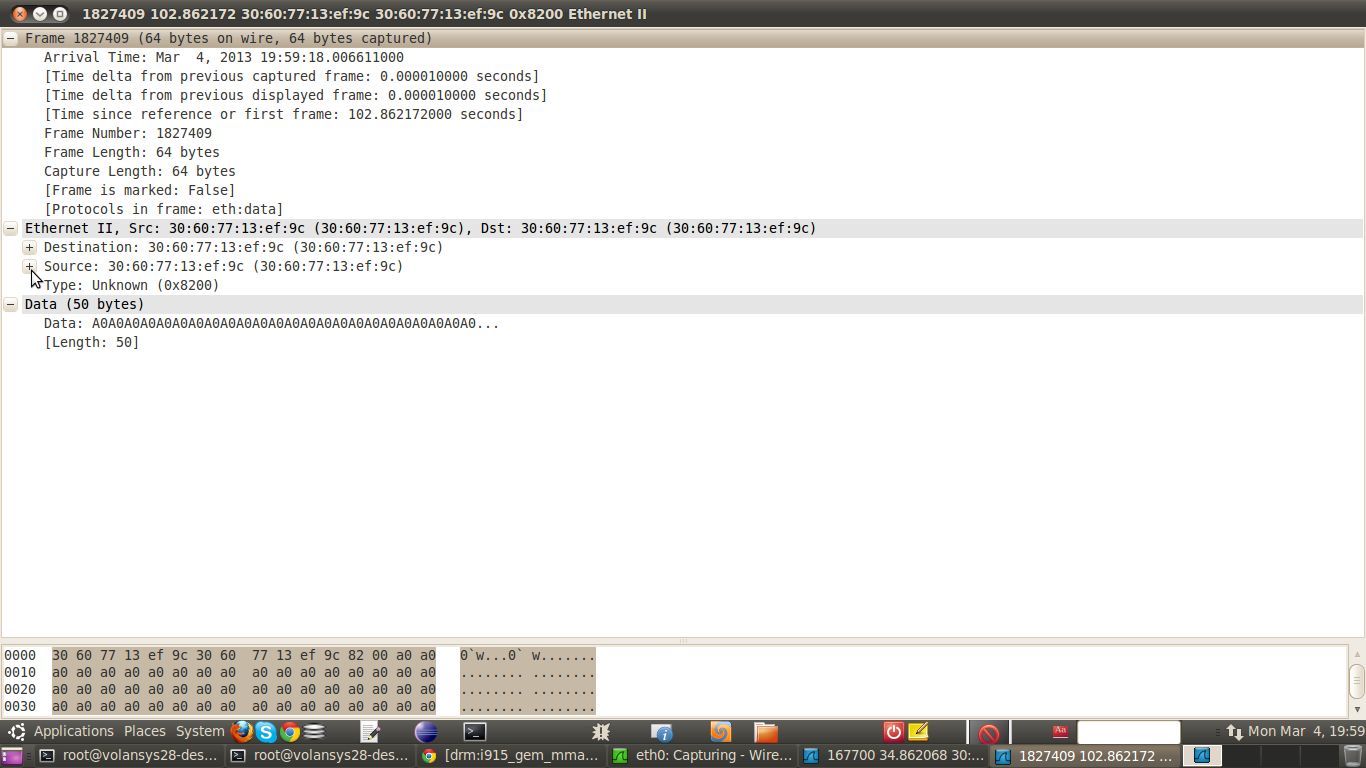 1827409 102.862172 30:60:77:13:ef:9c 30:60:77:13:ef:9c 0x8200 Ethernet II
Frame 1827409 (64 bytes on wire, 64 bytes captured)
Arrival Time: Mar  4, 2013 19:59:18.006611000
[Time delta from previous captured frame: 0.000010000 seconds]
[Time delta from previous displayed frame: 0.000010000 seconds]
[Time since reference or first frame: 102.862172000 seconds]
Frame Number: 1827409
Frame Length: 64 bytes
Capture Length: 64 bytes
[Frame is marked: False]
[Protocols in frame: eth:data]
Ethernet II, Src: 30:60:77:13:ef:9c (30:60:77:13:ef:9c), Dst: 30:60:77:13:ef:9c (30:60:77:13:ef:9c)
Destination: 30:60:77:13:ef:9c (30:60:77:13:ef:9c)
Source: 30:60:77:13:ef:9c (30:60:77:13:ef:9c)
Type: Unknown (0x8200)
Data (50 bytes)
Data: A0A0A0A0A0A0A0A0A0A0A0A0A0A0A0A0A0A0A0A0A0A0A0A0...
[Length: 50]
0000 30 60 77 13 ef 9c 30 60 77 13 ef 9c 82 00 a0 a0 0`w...0` w.......
0010 a0 a0 a0 a0 a0 a0 a0 a0 a0 a0 a0 a0 a0 a0 a0 a0 ........ ........
0020 a0 a0 a0 a0 a0 a0 a0 a0 a0 a0 a0 a0 a0 a0 a0 a0 ........ ........
0030 a0 a0 a0 a0 a0 a0 a0 a0 a0 a0 a0 a0 a0 a0 a0 a0 ........ ........
Applications Places System Aa Mon Mar 4, 19:59
root@volansys28-des... root@volansys28-des... [drm:i915_gem_mma... eth0: Capturing - Wire... 167700 34.862068 30:... 1827409 102.862172 ...